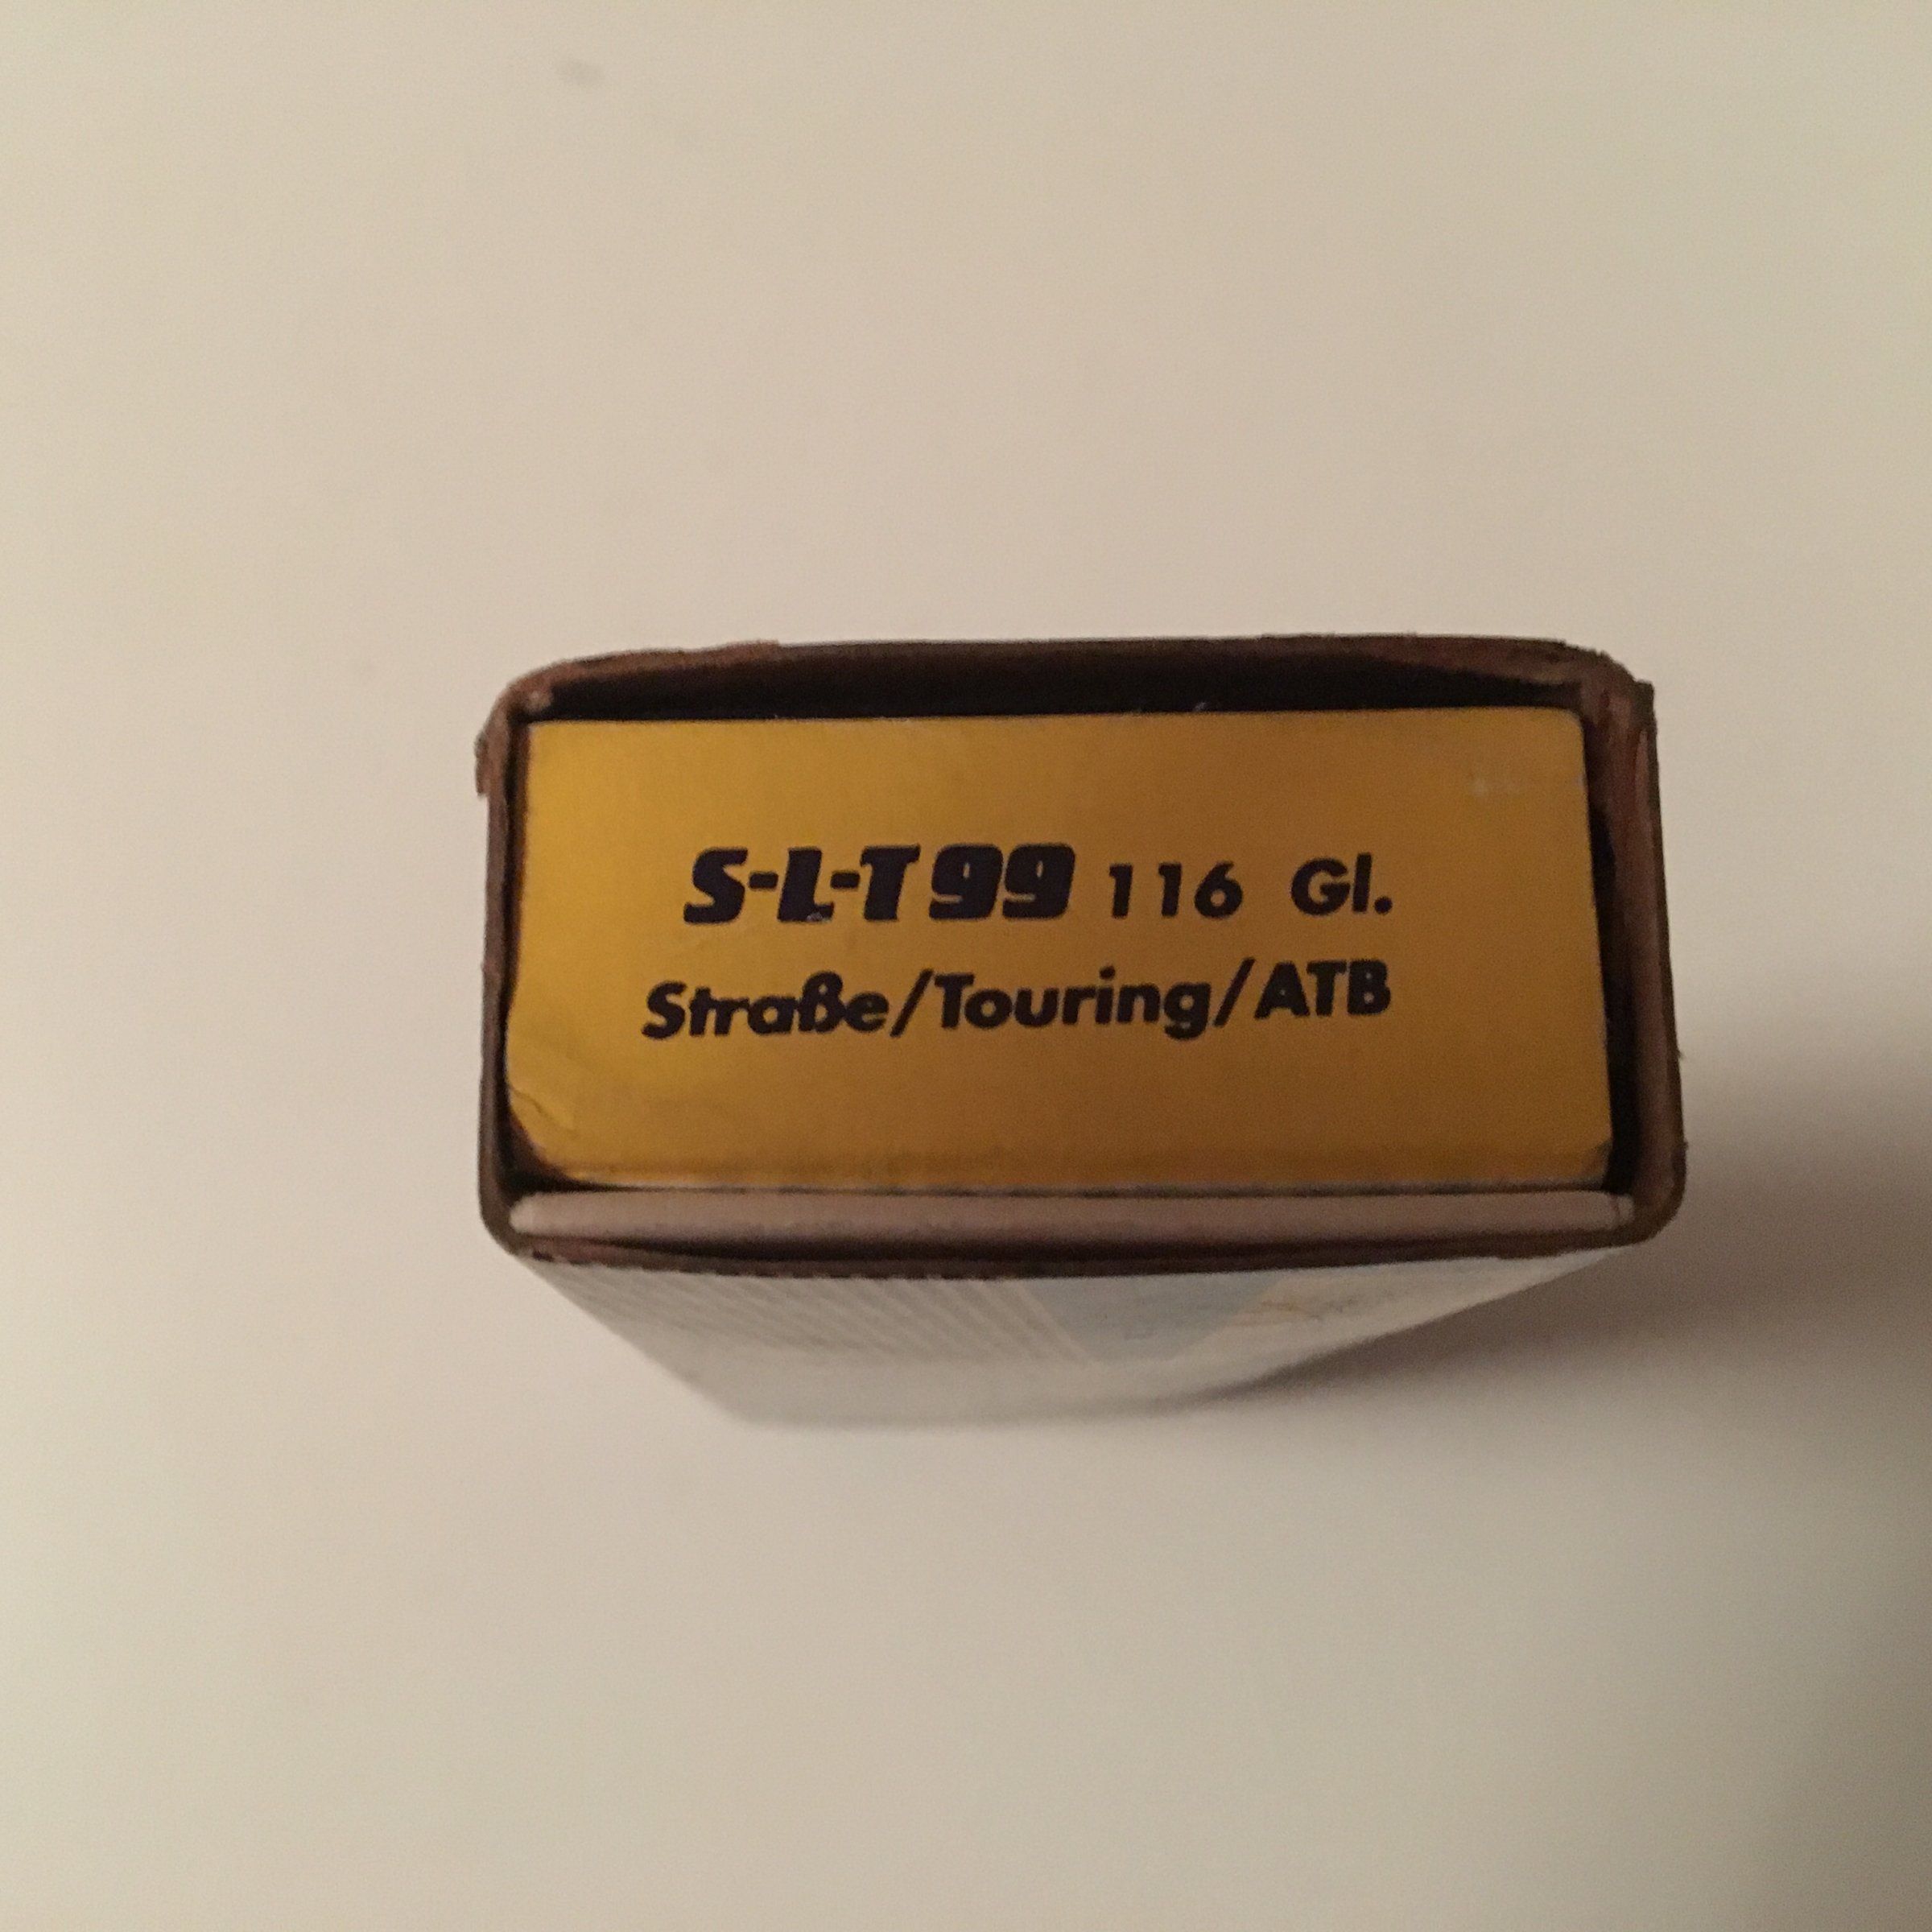 S-L-T 99 116 Gl.
Straße/Touring/ATB